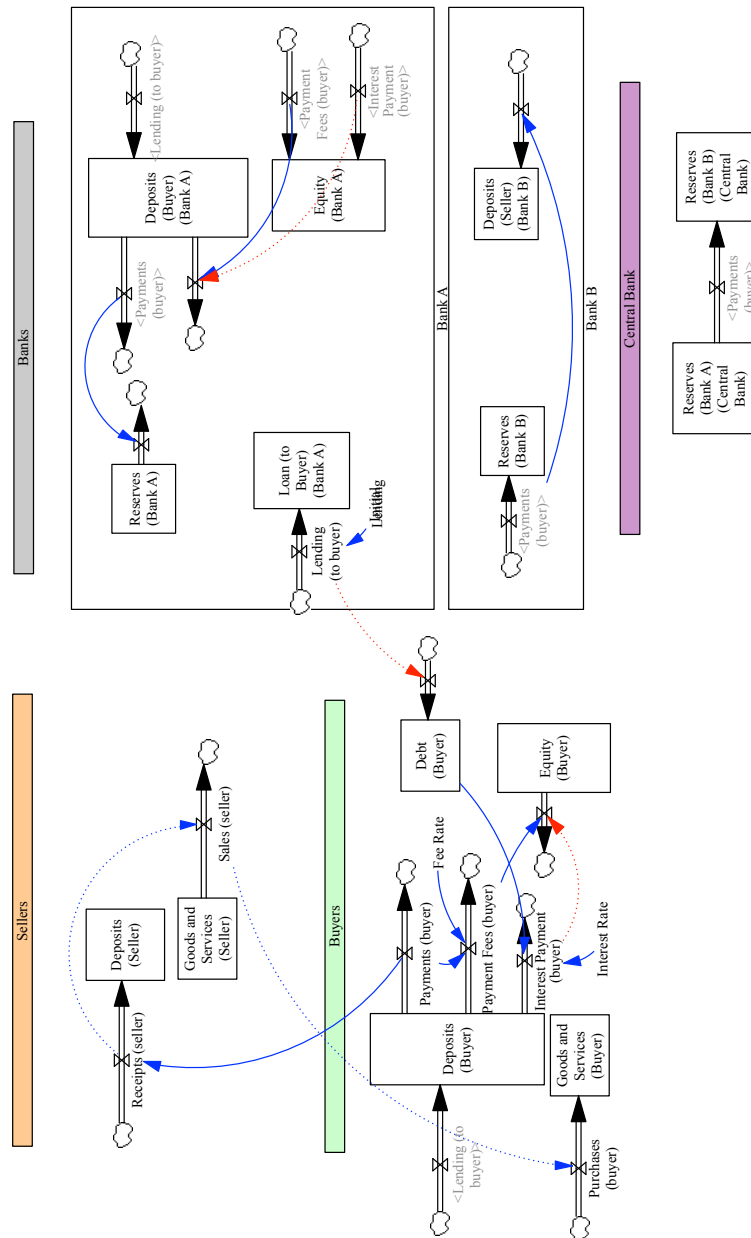 Sellers
Receipts (seller)
Deposits
(Seller)
Goods and
Services
(Seller)
Sales (seller)
Buyers
<Lending (to
buyer)>
Deposits
(Buyer)
Payments (buyer)
Fee Rate
Payment Fees (buyer)
Interest Payment
(buyer)
Interest Rate
Debt
(Buyer)
Equity
(Buyer)
Purchases
(buyer)
Goods and
Services
(Buyer)
Banks
Reserves
(Bank A)
<Payments
(buyer)>
Deposits
(Buyer)
(Bank A)
<Lending (to buyer)>
Lending
(to buyer)
Initial
Lending
Loan (to
Buyer)
(Bank A)
Equity
(Bank A)
<Payment
Fees (buyer)>
<Interest
Payment
(buyer)>
Bank A
<Payments
(buyer)>
Reserves
(Bank B)
Deposits
(Seller)
(Bank B)
Bank B
Central Bank
Reserves
(Bank A)
(Central
Bank)
<Payments
(buyer)>
Reserves
(Bank B)
(Central
Bank)